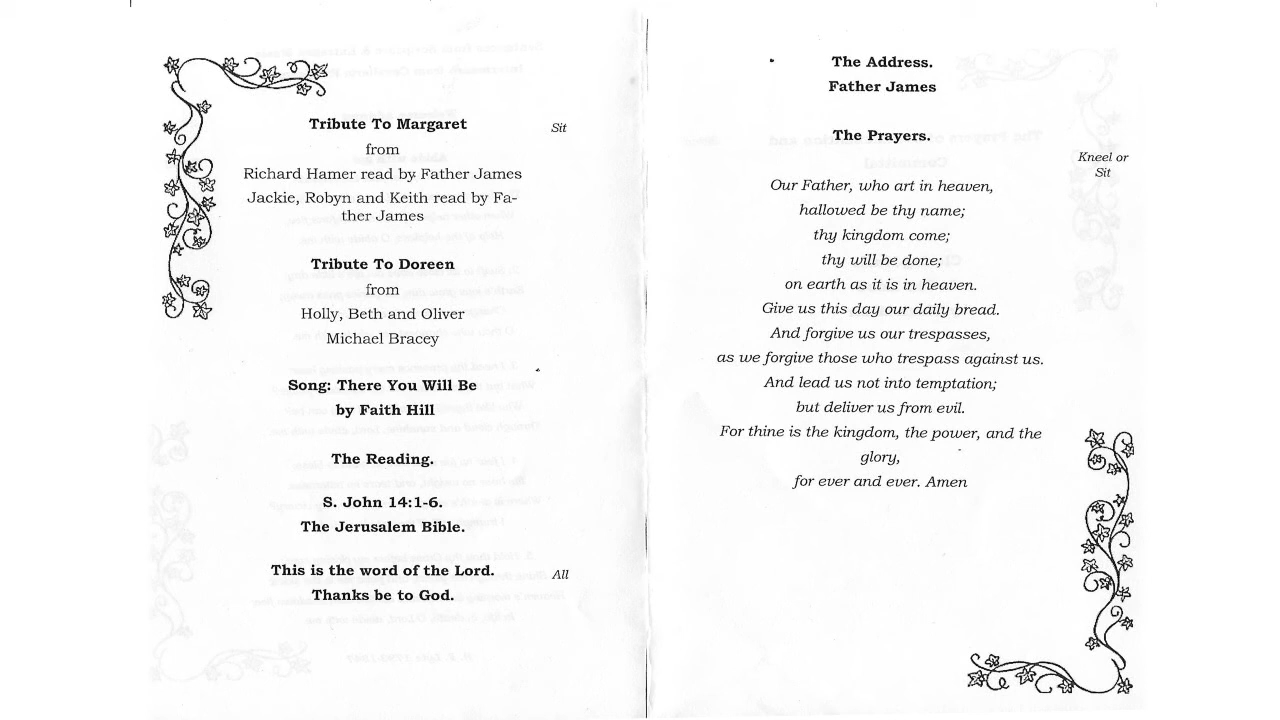 Tribute To Margaret
Sit
from
Richard Hamer read by Father James
Jackie, Robyn and Keith read by Fa-
ther James
Tribute To Doreen
from
Holly, Beth and Oliver
Michael Bracey
Song: There You Will Be
by Faith Hill
The Reading.
S. John 14:1-6.
The Jerusalem Bible.
This is the word of the Lord.
All
Thanks be to God.
The Address.
Father James
The Prayers.
Kneel or
Sit
Our Father, who art in heaven,
hallowed be thy name;
thy kingdom come;
thy will be done;
on earth as it is in heaven.
Give us this day our daily bread.
And forgive us our trespasses,
as we forgive those who trespass against us.
And lead us not into temptation;
but deliver us from evil.
For thine is the kingdom, the power, and the
glory,
for ever and ever. Amen